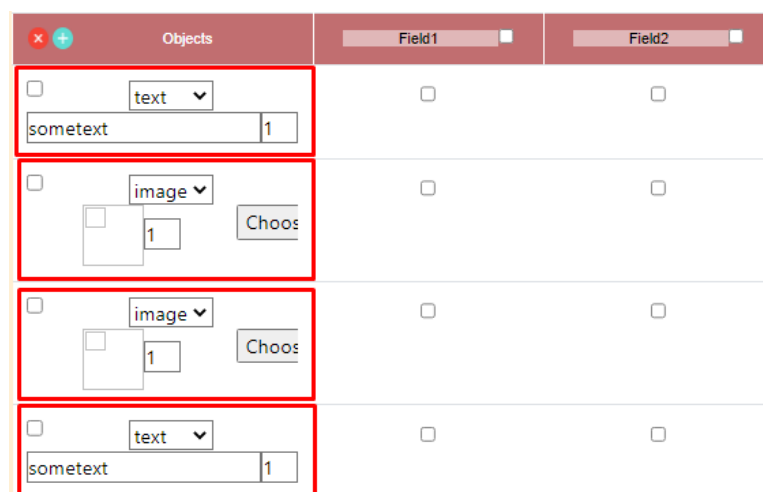 Objects Field1 Field2
text
sometext 1
image
1 Choos
image
1 Choos
text
sometext 1